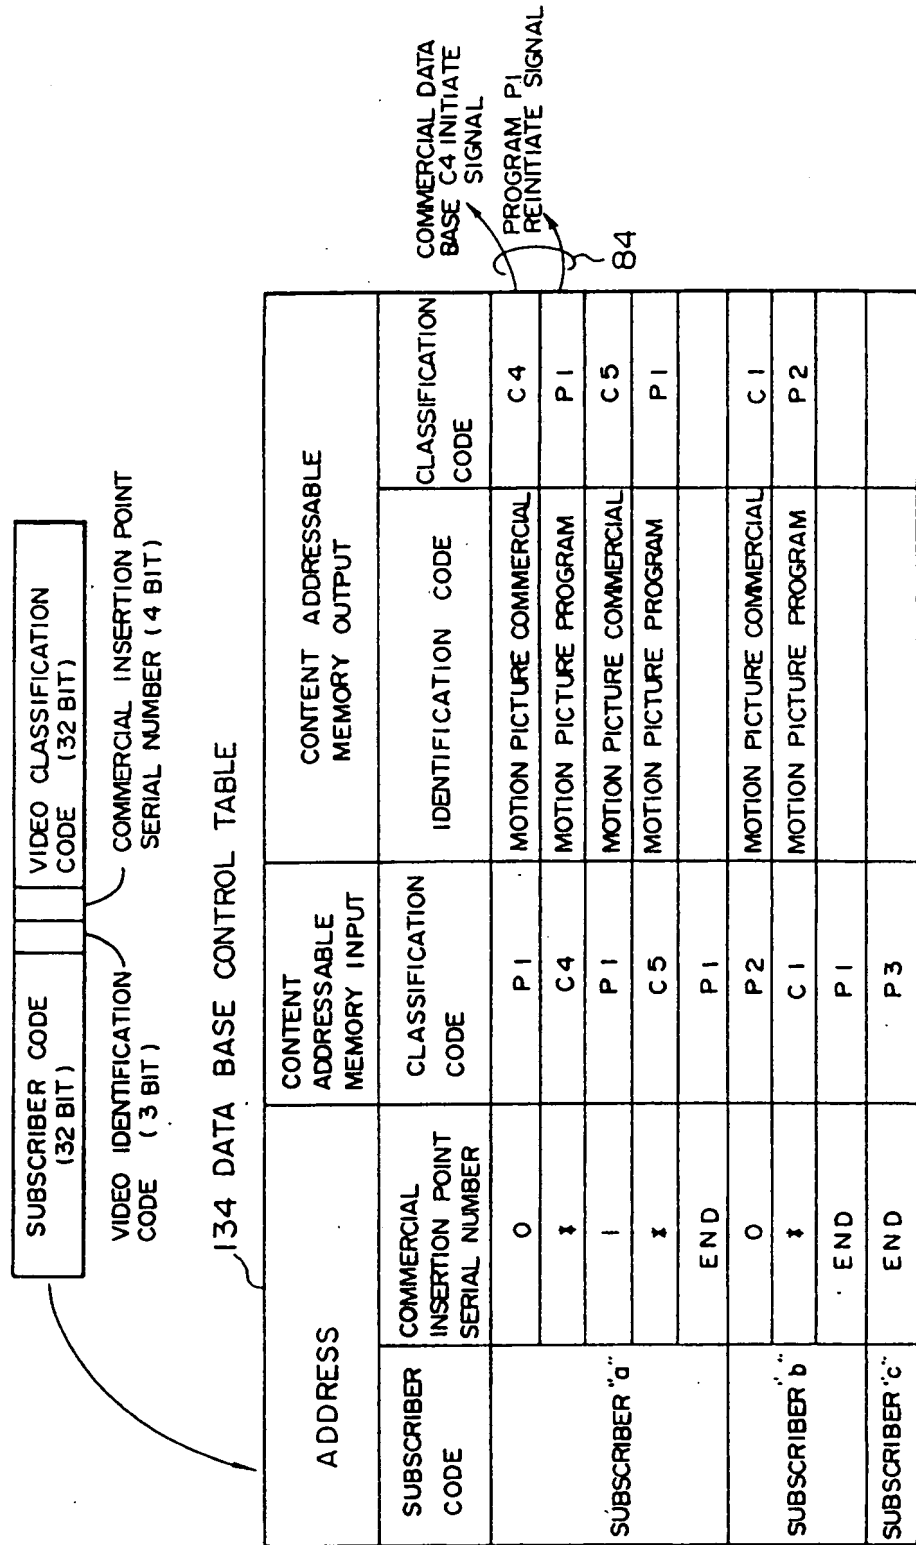 SUBSCRIBER CODE
(32 BIT)
VIDEO CLASSIFICATION
CODE (32 BIT)
VIDEO IDENTIFICATION
CODE (3 BIT)
COMMERCIAL INSERTION POINT
SERIAL NUMBER (4 BIT)
134 DATA BASE CONTROL TABLE
ADDRESS
CONTENT
ADDRESSABLE
MEMORY INPUT
CONTENT ADDRESSABLE
MEMORY OUTPUT
SUBSCRIBER
CODE
COMMERCIAL
INSERTION POINT
SERIAL NUMBER
CLASSIFICATION
CODE
IDENTIFICATION CODE
CLASSIFICATION
CODE
SUBSCRIBER "a"
0 P1 MOTION PICTURE COMMERCIAL C4
* C4 MOTION PICTURE PROGRAM P1
1 P1 MOTION PICTURE COMMERCIAL C5
* C5 MOTION PICTURE PROGRAM P1
END P1
SUBSCRIBER "b"
0 P2 MOTION PICTURE COMMERCIAL C1
* C1 MOTION PICTURE PROGRAM P2
END P1
SUBSCRIBER "c" END P3
COMMERCIAL DATA
BASE C4 INITIATE
SIGNAL
PROGRAM P1
REINITIATE SIGNAL
84